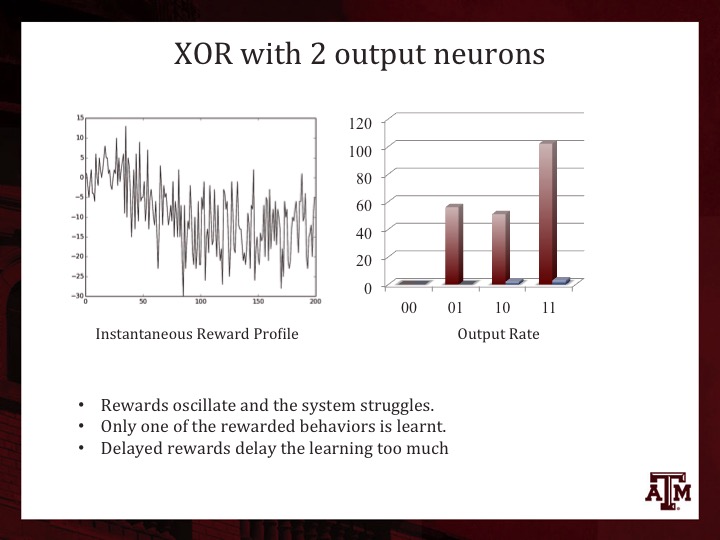 XOR with 2 output neurons
15
10
5
0
−5
−10
−15
−20
−25
−30
0 50 100 150 200
Instantaneous Reward Profile
120
100
80
60
40
20
0
00 01 10 11
Output Rate
• Rewards oscillate and the system struggles.
• Only one of the rewarded behaviors is learnt.
• Delayed rewards delay the learning too much
ATM